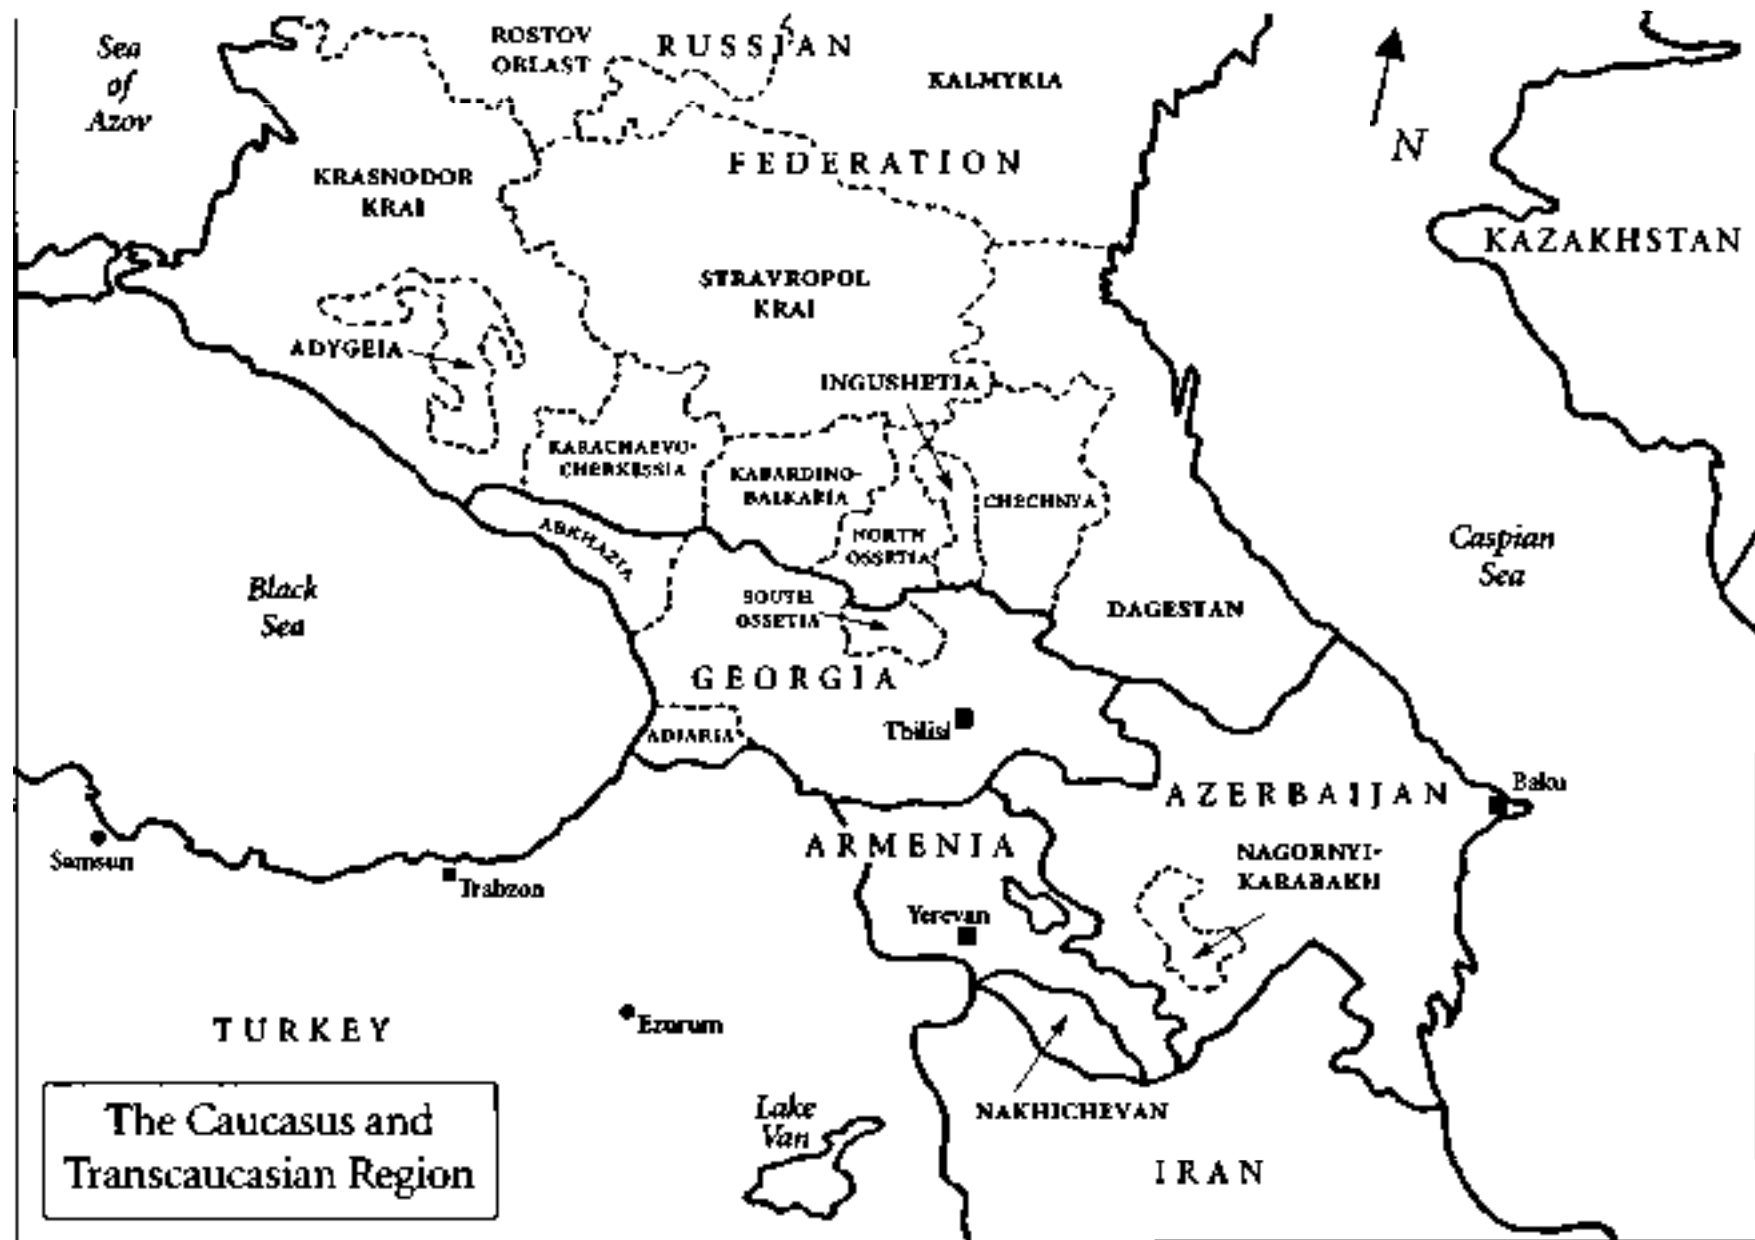 Sea
of
Azov
ROSTOV
OBLAST
RUSSIAN
KALMYKIA
N
FEDERATION
KRASNODOR
KRAI
KAZAKHSTAN
STRAVROPOL
KRAI
ADYGEIA
INGUSHETIA
KARACHAEVO-
CHERKESSIA
KABARDINO-
BALKARIA
CHECHNYA
ABKHAZIA
NORTH
OSSETIA
Caspian
Sea
Black
Sea
SOUTH
OSSETIA
DAGESTAN
GEORGIA
Tbilisi
ADJARIA
AZERBAIJAN
Baku
ARMENIA
NAGORNYI-
KARABAKH
Samsun
Trabzon
Yerevan
TURKEY
Ezurum
Lake
Van
NAKHICHEVAN
IRAN
The Caucasus and
Transcaucasian Region